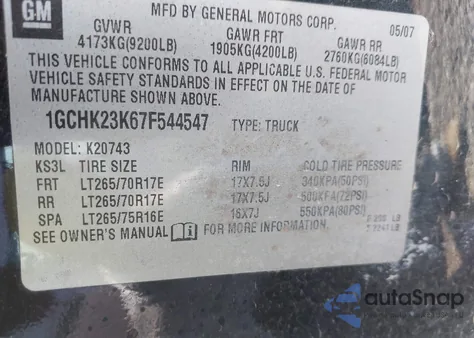 GM
MFD BY GENERAL MOTORS CORP. 05/07
GVWR GAWR FRT GAWR RR
4173KG(9200LB) 1905KG(4200LB) 2760KG(6084LB)
THIS VEHICLE CONFORMS TO ALL APPLICABLE U.S. FEDERAL MOTOR
VEHICLE SAFETY STANDARDS IN EFFECT ON THE DATE OF
MANUFACTURE SHOWN ABOVE.
1GCHK23K67F544547 TYPE: TRUCK
MODEL: K20743
KS3L TIRE SIZE RIM COLD TIRE PRESSURE
FRT LT265/70R17E 17X7.5J 340KPA(50PSI)
RR LT265/70R17E 17X7.5J 500KPA(72PSI)
SPA LT265/75R16E 16X7J 550KPA(80PSI)
SEE OWNER'S MANUAL FOR MORE INFORMATION.
autoSnap